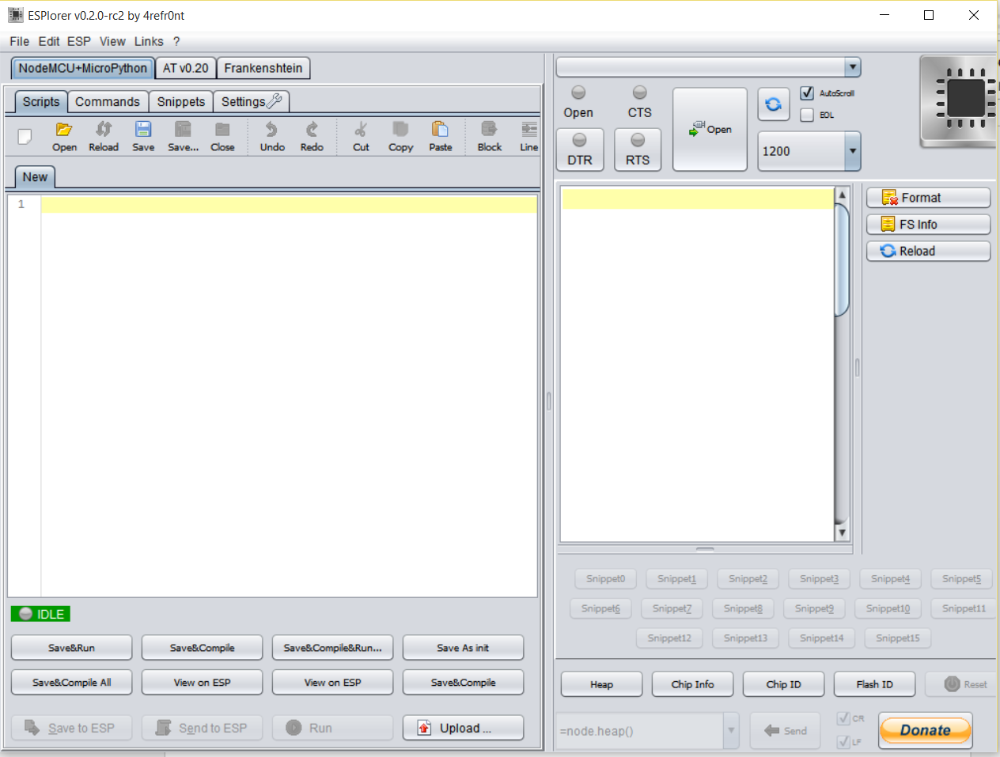 ESPlorer v0.2.0-rc2 by 4refr0nt
File Edit ESP View Links ?
NodeMCU+MicroPython AT v0.20 Frankenshtein
Scripts Commands Snippets Settings
Open Reload Save Save... Close Undo Redo Cut Copy Paste Block Line
New
1
IDLE
Save&Run Save&Compile Save&Compile&Run... Save As init
Save&Compile All View on ESP View on ESP Save&Compile
Save to ESP Send to ESP Run Upload ...
Open CTS Open AutoScroll
EOL
DTR RTS 1200
Format
FS Info
Reload
Snippet0 Snippet1 Snippet2 Snippet3 Snippet4 Snippet5
Snippet6 Snippet7 Snippet8 Snippet9 Snippet10 Snippet11
Snippet12 Snippet13 Snippet14 Snippet15
Heap Chip Info Chip ID Flash ID Reset
=node.heap() Send CR
LF
Donate